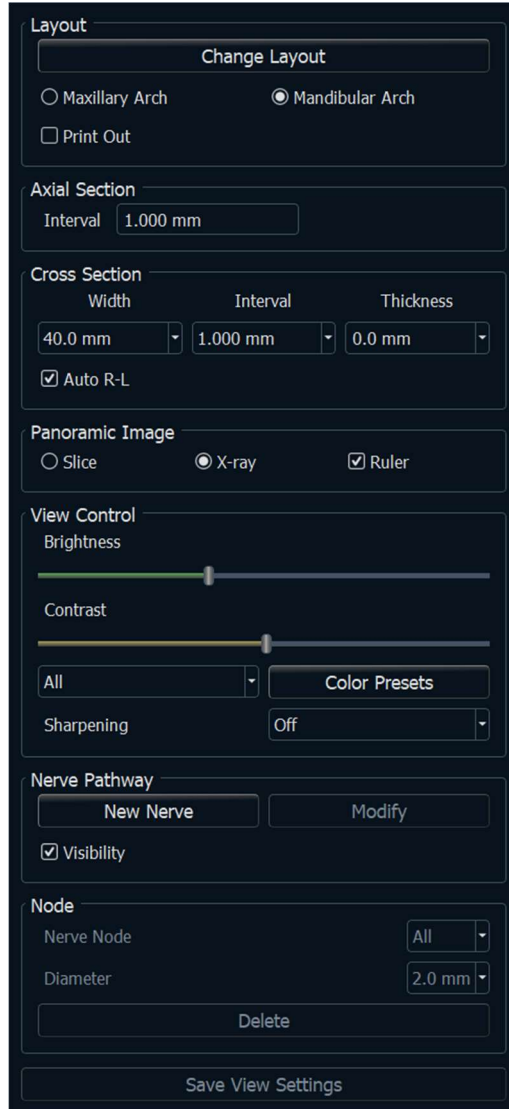 Layout
Change Layout
Maxillary Arch Mandibular Arch
Print Out
Axial Section
Interval 1.000 mm
Cross Section
Width Interval Thickness
40.0 mm 1.000 mm 0.0 mm
Auto R-L
Panoramic Image
Slice X-ray Ruler
View Control
Brightness
Contrast
All Color Presets
Sharpening Off
Nerve Pathway
New Nerve Modify
Visibility
Node
Nerve Node All
Diameter 2.0 mm
Delete
Save View Settings